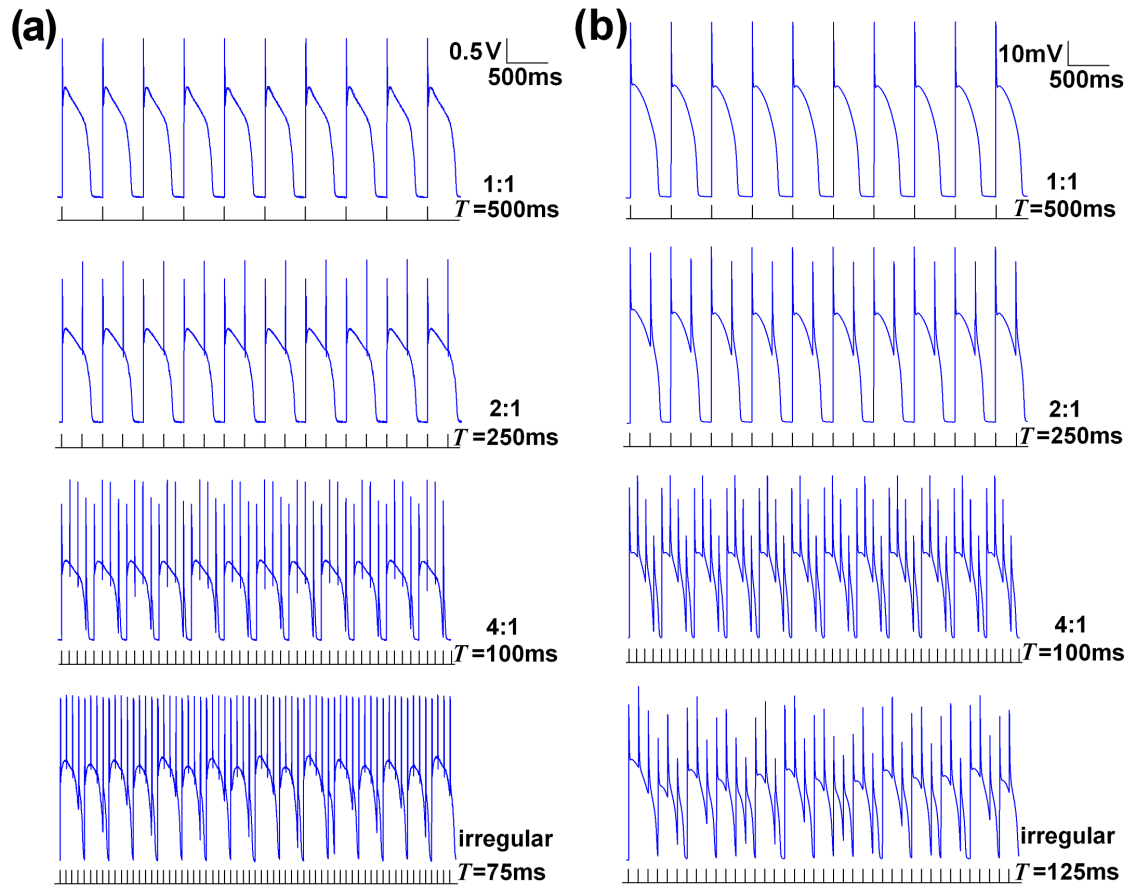 (a)
0.5V
500ms
1:1
T=500ms
2:1
T=250ms
4:1
T=100ms
irregular
T=75ms
(b)
10mV
500ms
1:1
T=500ms
2:1
T=250ms
4:1
T=100ms
irregular
T=125ms